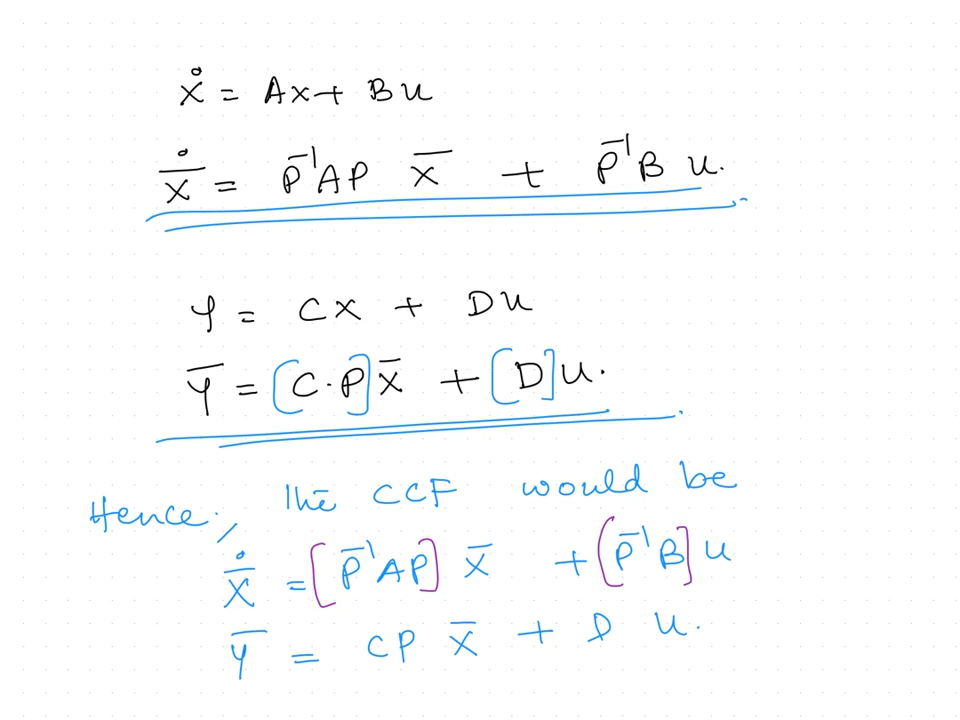 ẋ = Ax + Bu
x̄̇ = P⁻¹AP x̄ + P⁻¹B u.
Y = Cx + Du
Ȳ = [C·P]x̄ + [D]u.
Hence, the CCF would be
x̄̇ = [P⁻¹AP] x̄ + [P⁻¹B]u
Ȳ = CP x̄ + D u.